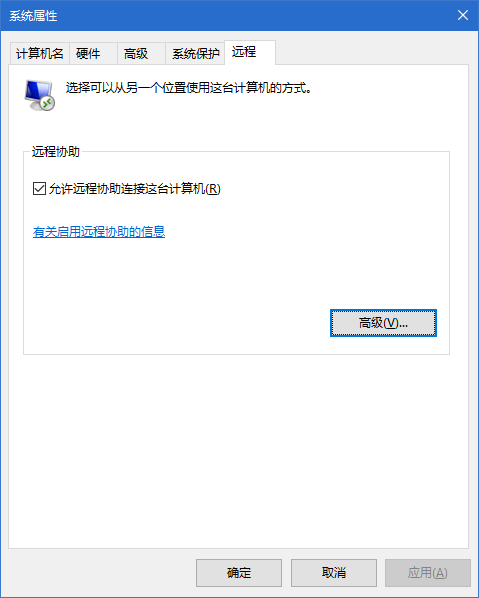 系统属性
计算机名 硬件 高级 系统保护 远程
选择可以从另一个位置使用这台计算机的方式。
远程协助
允许远程协助连接这台计算机(R)
有关启用远程协助的信息
高级(V)...
确定 取消 应用(A)